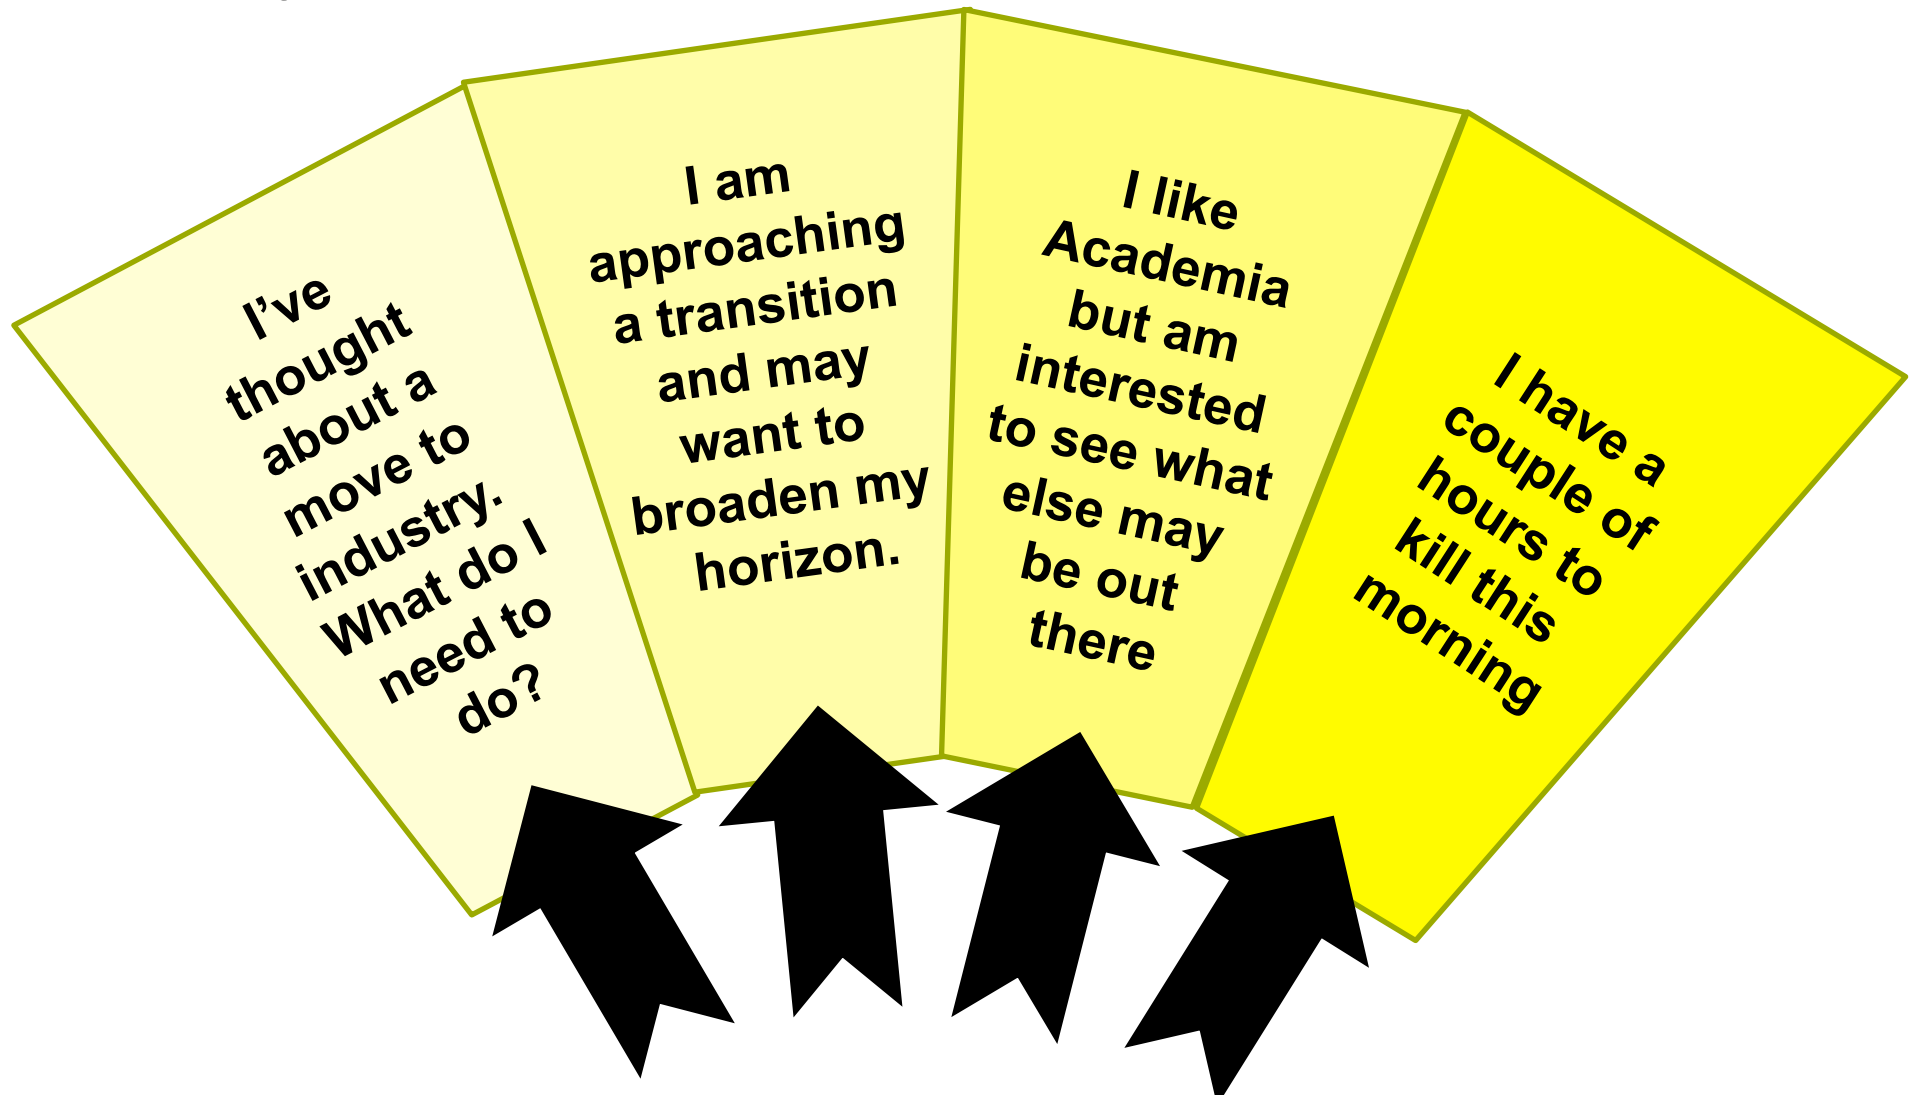 I’ve
thought
about a
move to
industry.
What do I
need to
do?
I am
approaching
a transition
and may
want to
broaden my
horizon.
I like
Academia
but am
interested
to see what
else may
be out
there
I have a
couple of
hours to
kill this
morning